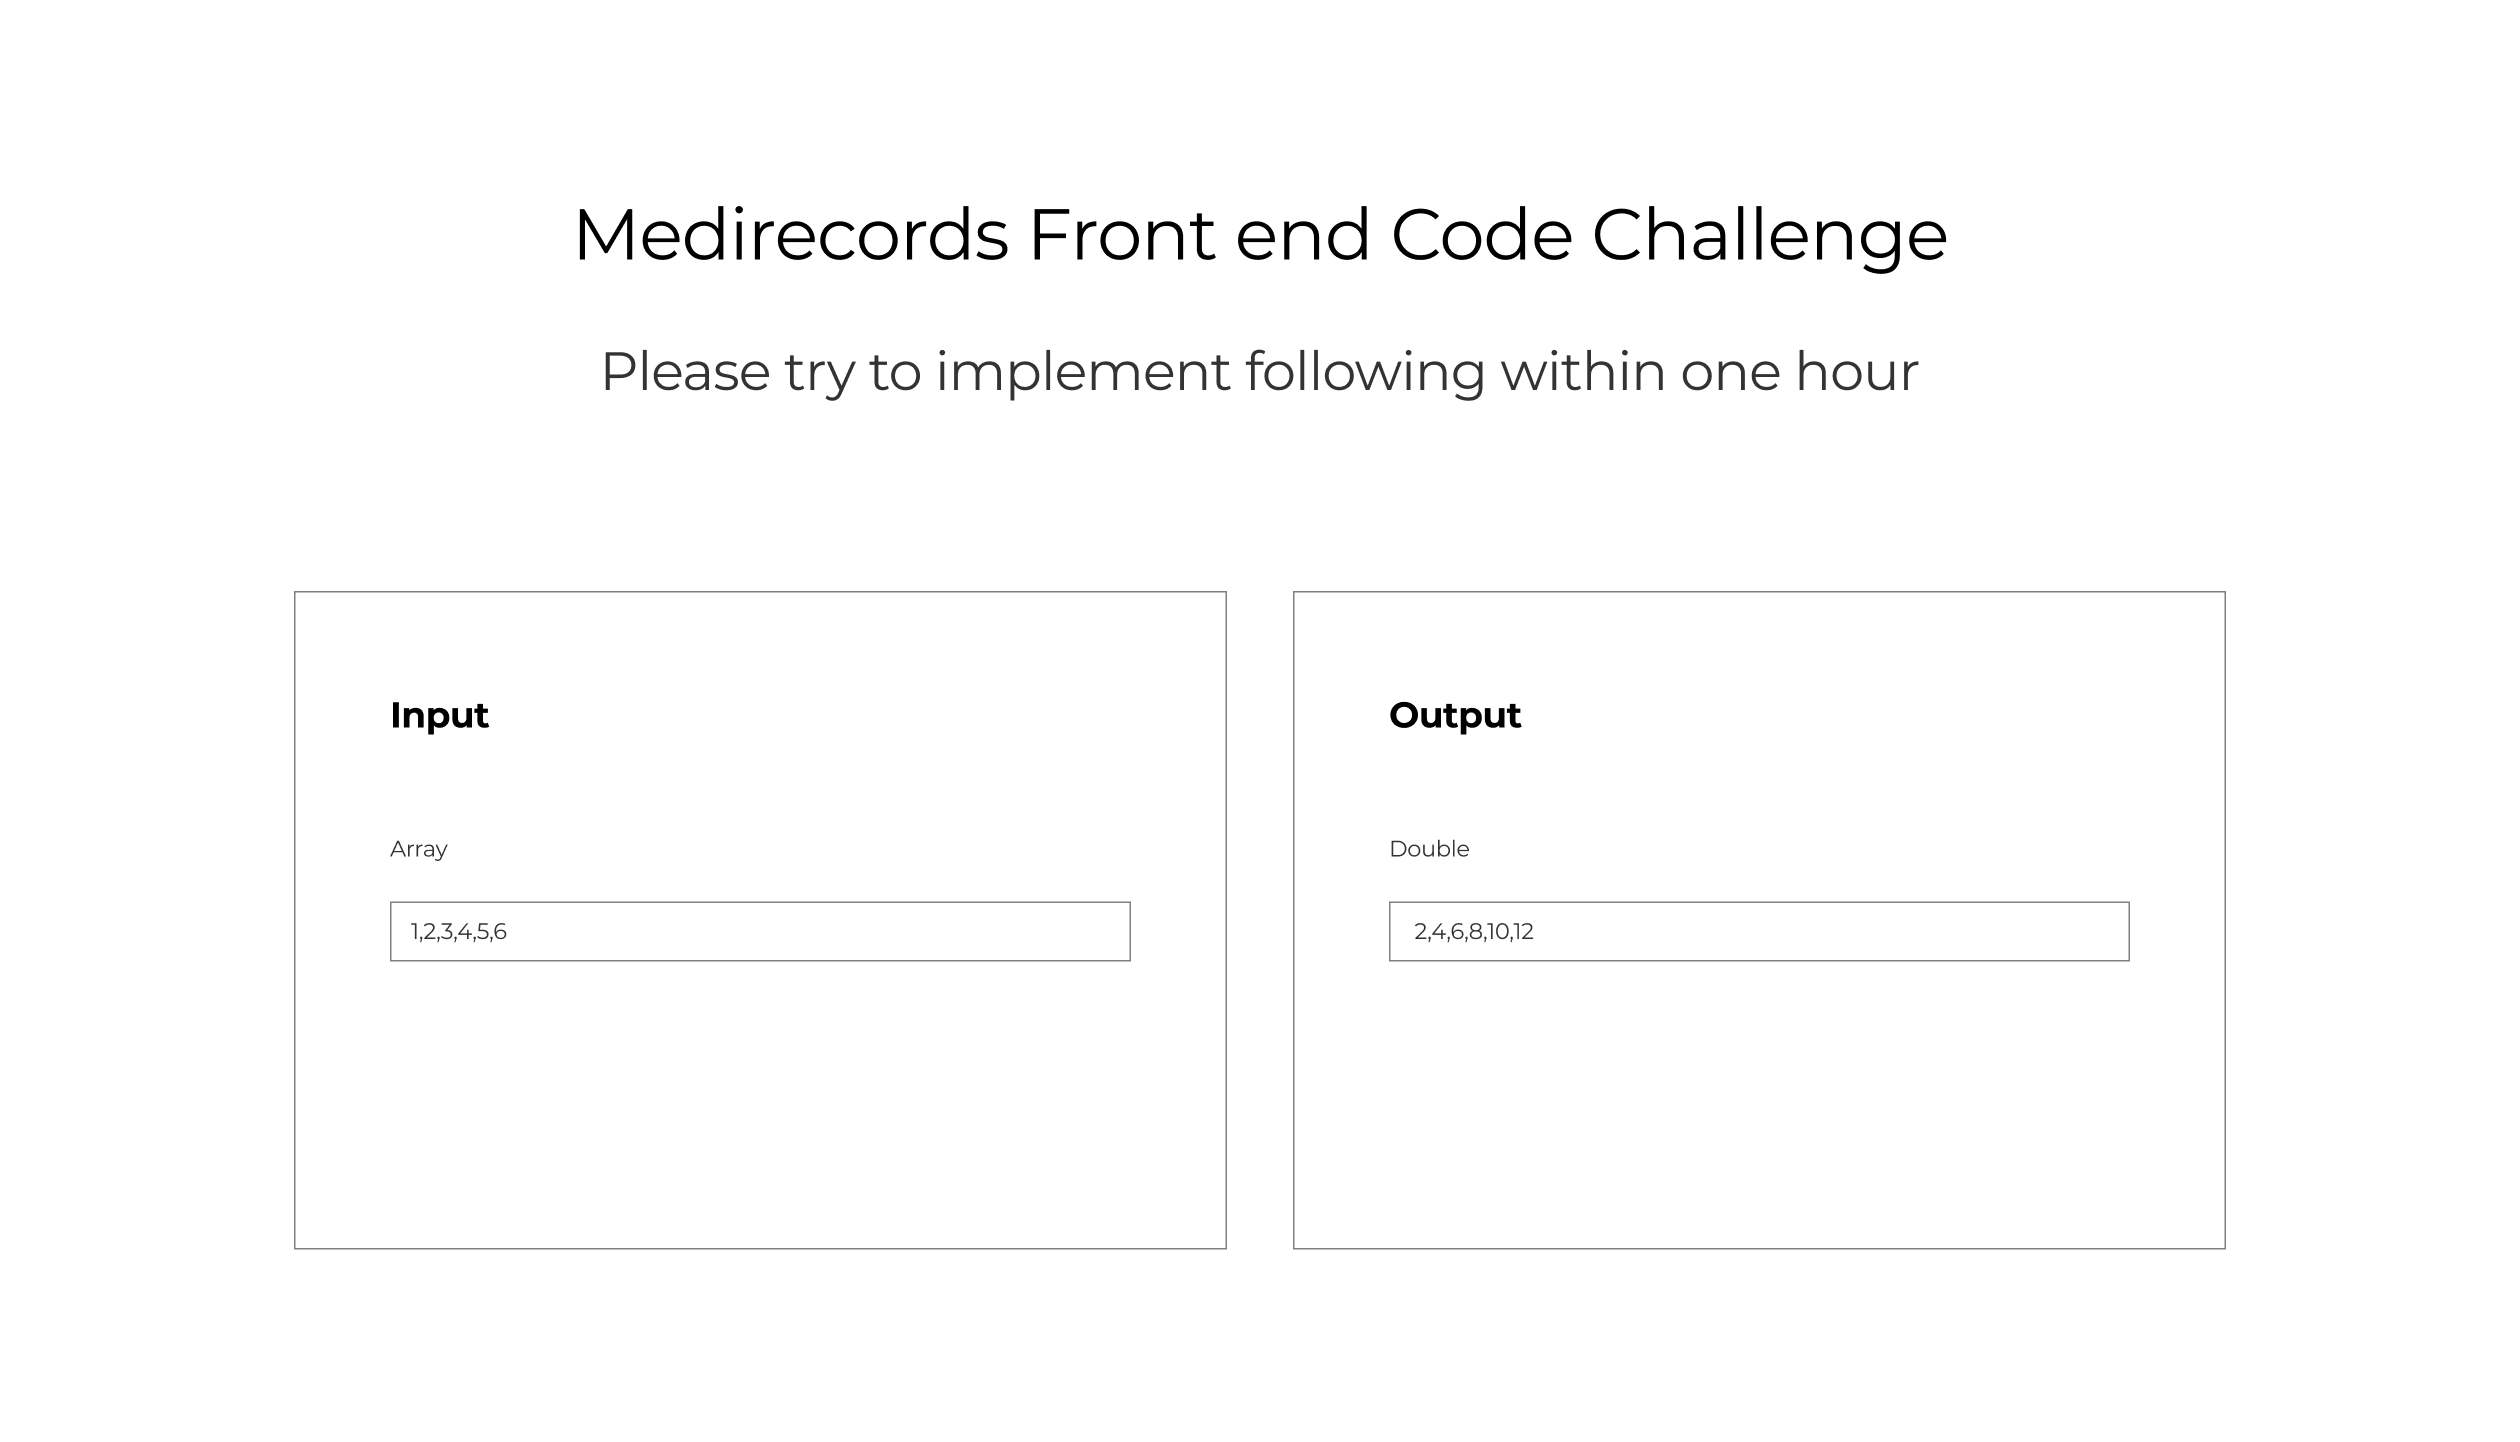 Medirecords Front end Code Challenge
Please try to implement following within one hour
Input
Array
1,2,3,4,5,6
Output
Double
2,4,6,8,10,12